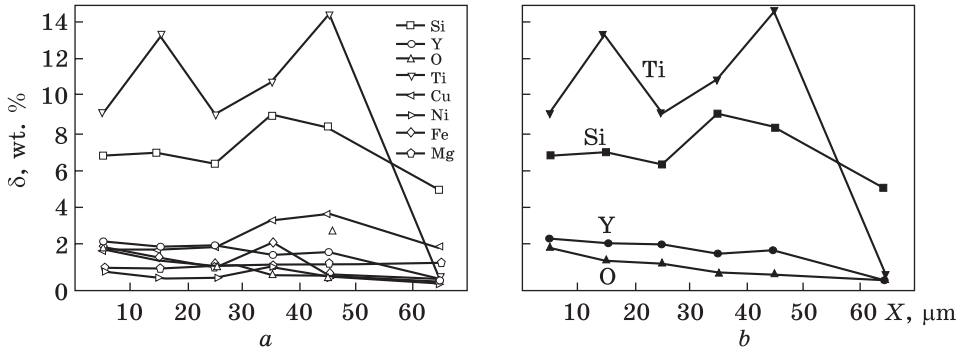 δ, wt. %
14
12
10
8
6
4
2
0
Si
Y
O
Ti
Cu
Ni
Fe
Mg
10 20 30 40 50 60
a
Ti
Si
Y
O
10 20 30 40 50 60 X, μm
b